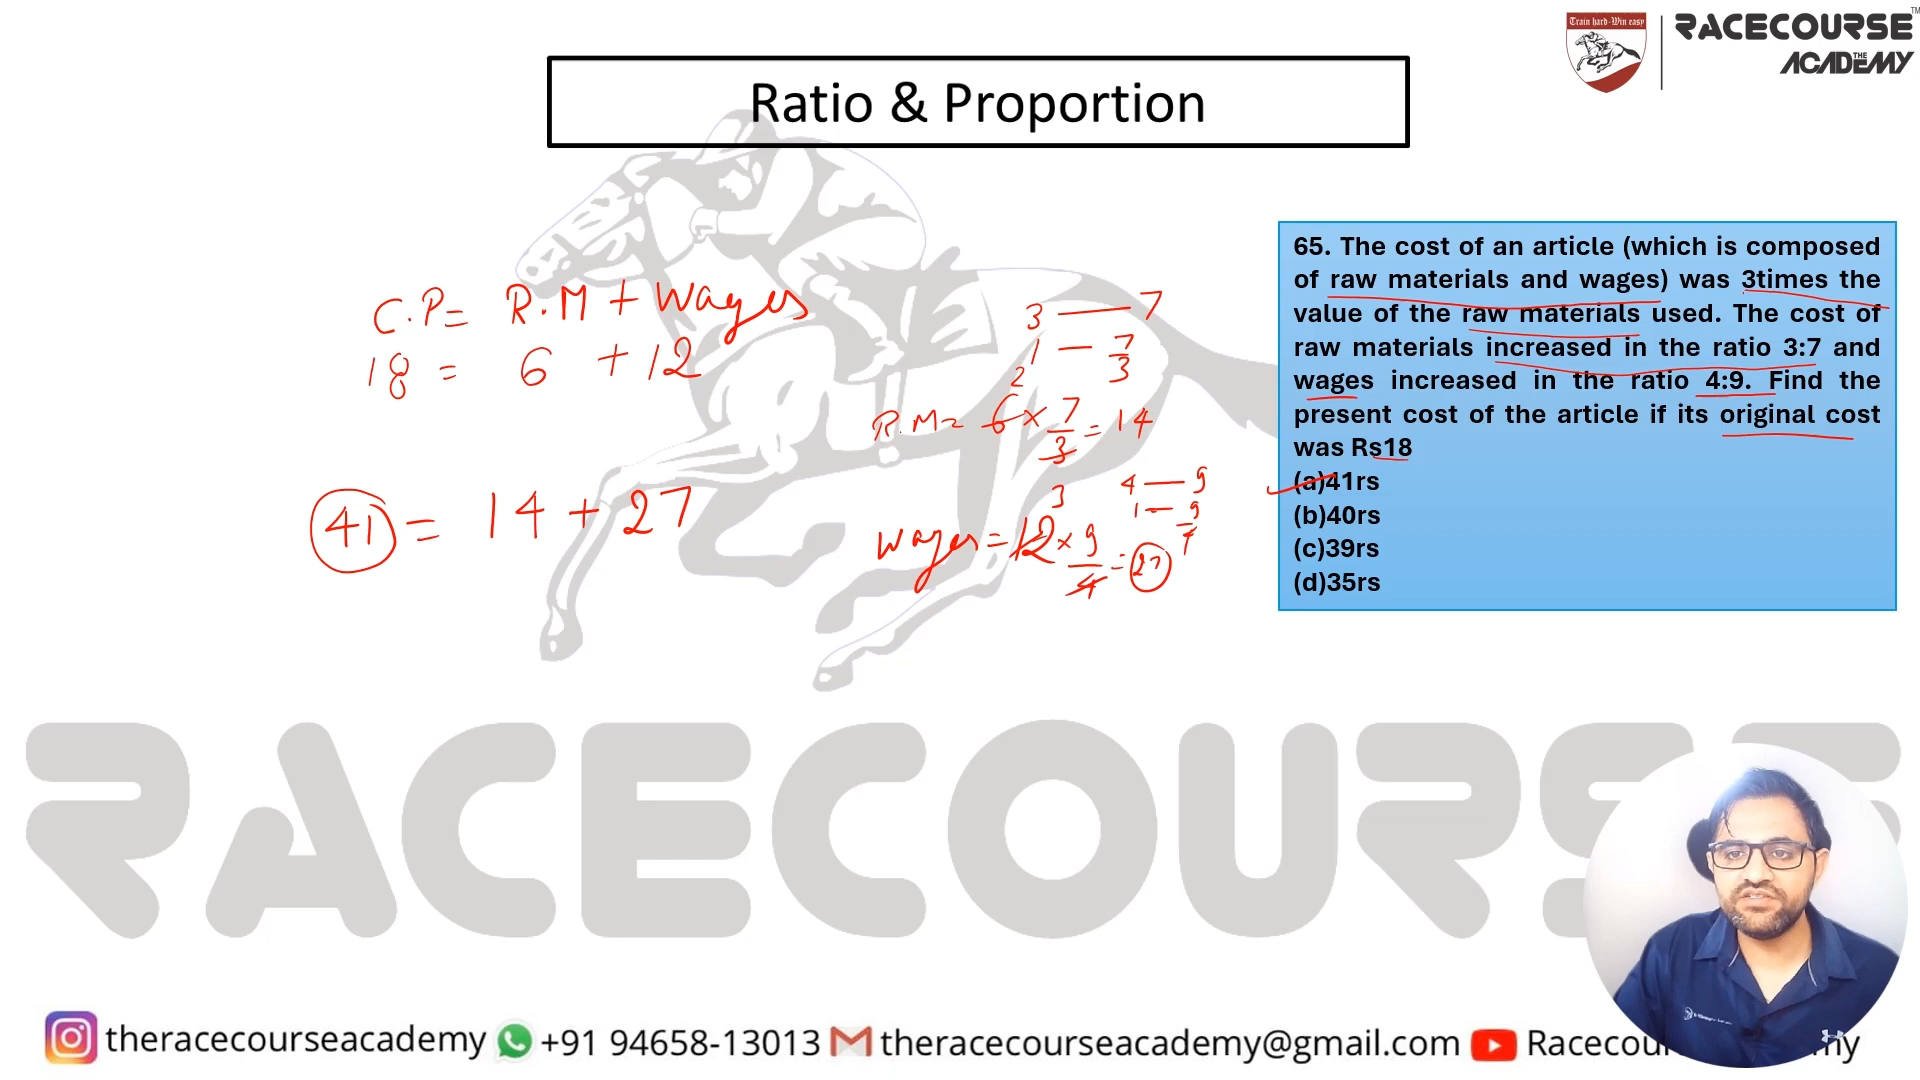 Train hard-Win easy
RACECOURSE
TM
THE
ACADEMY
Ratio & Proportion
65. The cost of an article (which is composed
of raw materials and wages) was 3times the
value of the raw materials used. The cost of
raw materials increased in the ratio 3:7 and
wages increased in the ratio 4:9. Find the
present cost of the article if its original cost
was Rs18
(a)41rs
(b)40rs
(c)39rs
(d)35rs
C.P= R.M + Wages
18 = 6 + 12
3 — 7
1 — 7/3
2
R.M= 6 × 7/3 = 14
4 — 9
1 — 9/4
3
Wages = 12 × 9/4 = 27
41 = 14 + 27
RACECOURSE
theracecourseacademy
+91 94658-13013
theracecourseacademy@gmail.com